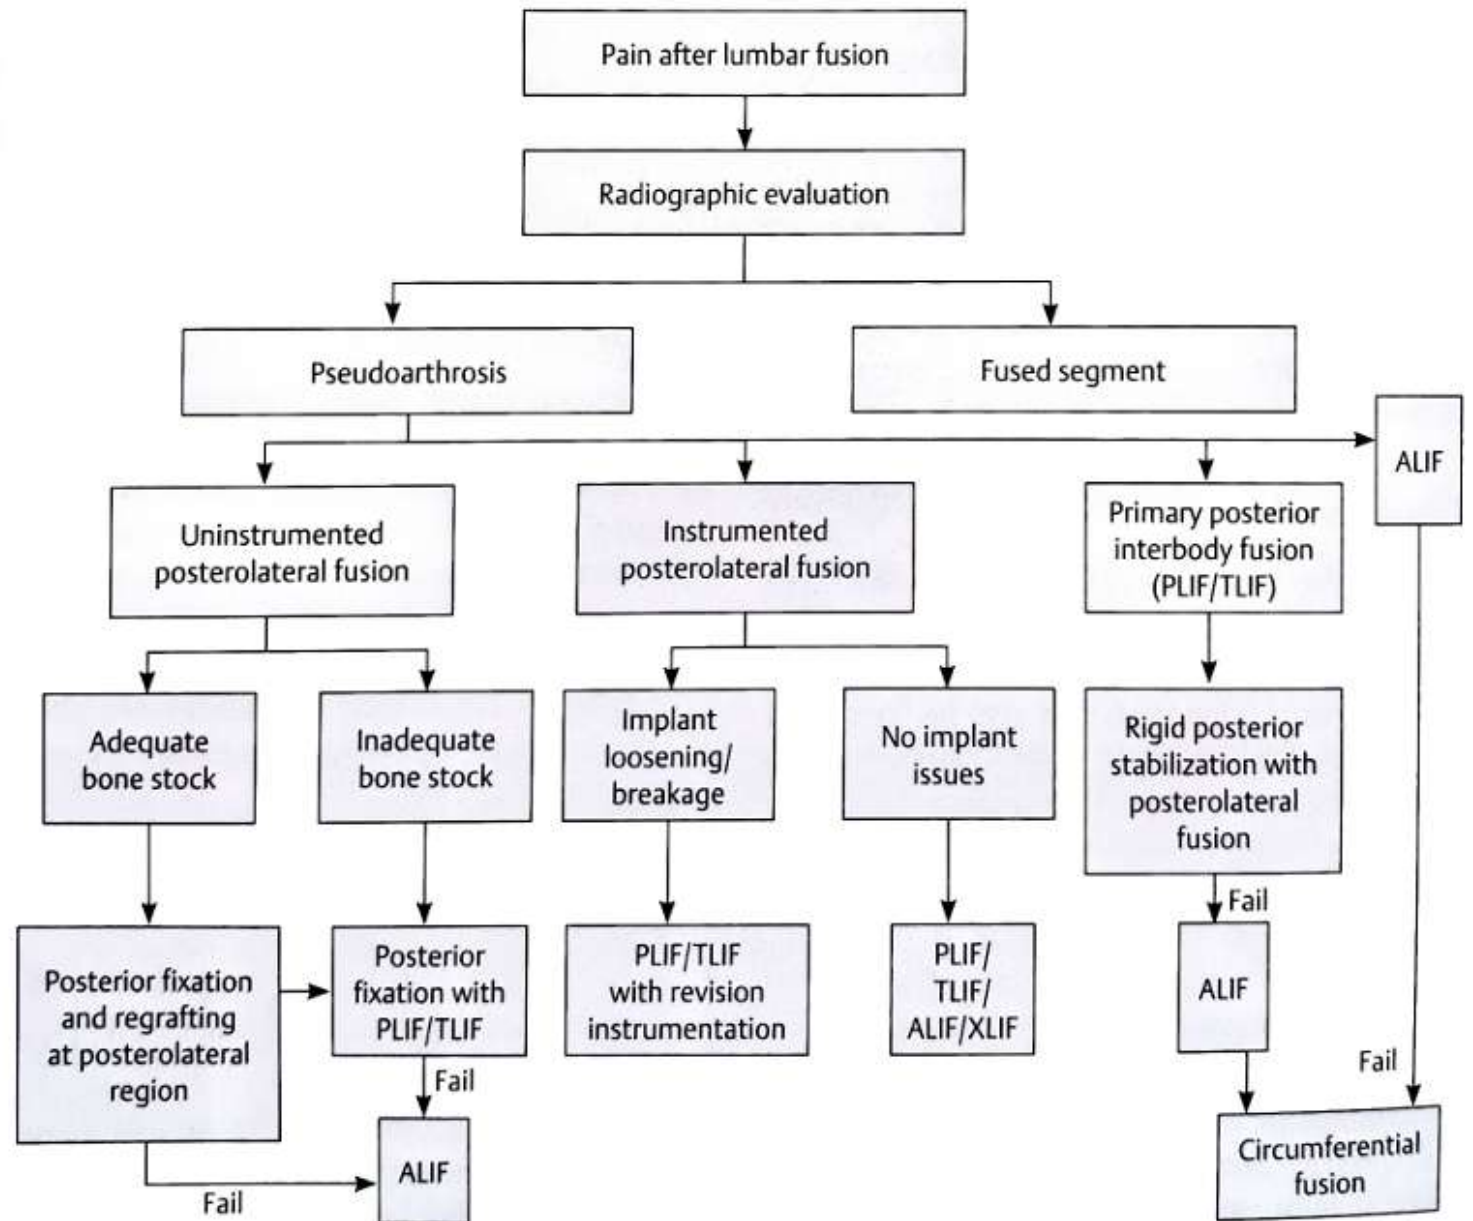 Pain after lumbar fusion
Radiographic evaluation
Pseudoarthrosis
Fused segment
ALIF
Uninstrumented
posterolateral fusion
Instrumented
posterolateral fusion
Primary posterior
interbody fusion
(PLIF/TLIF)
Adequate
bone stock
Inadequate
bone stock
Implant
loosening/
breakage
No implant
issues
Rigid posterior
stabilization with
posterolateral
fusion
Fail
Posterior fixation
and regrafting
at posterolateral
region
Posterior
fixation with
PLIF/TLIF
PLIF/TLIF
with revision
instrumentation
PLIF/
TLIF/
ALIF/XLIF
ALIF
Fail
Fail
Circumferential
fusion
ALIF
Fail